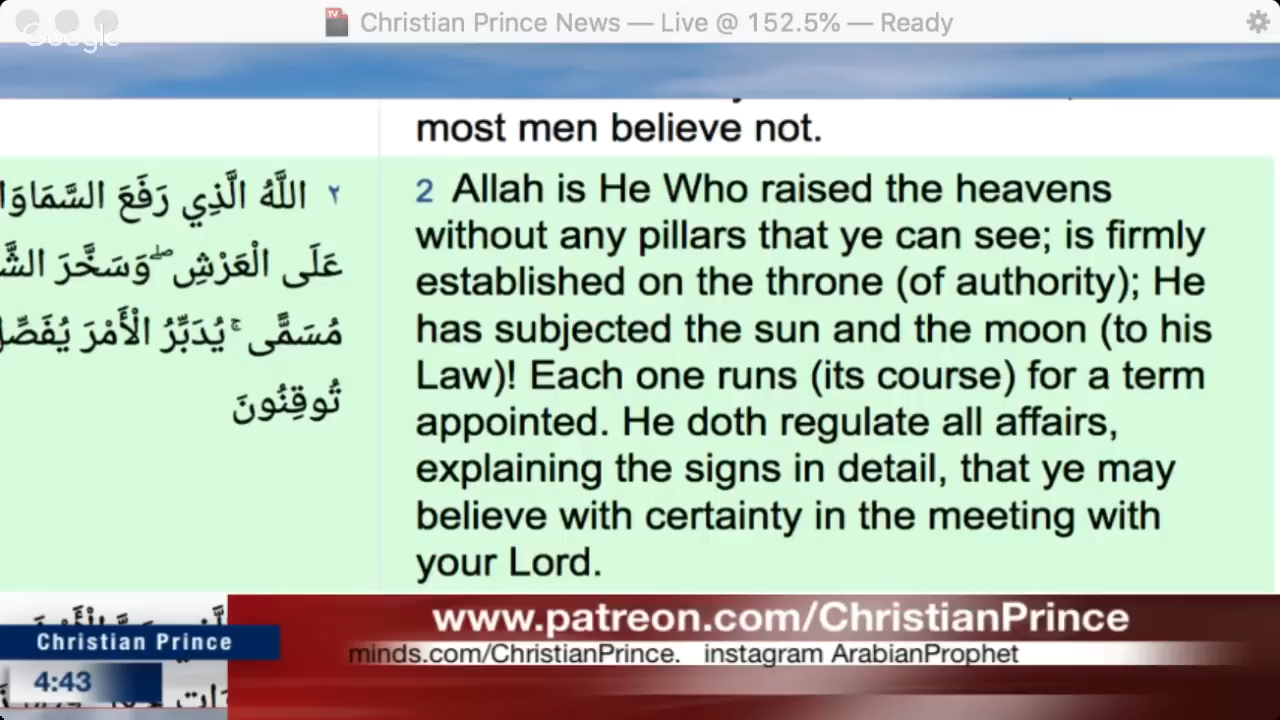 Christian Prince News — Live @ 152.5% — Ready
Google
most men believe not.
٢ اللَّهُ الَّذِي رَفَعَ
2 Allah is He Who raised the heavens
without any pillars that ye can see; is firmly
عَلَى الْعَرْشِ ۖ وَسَخَّرَ
established on the throne (of authority); He
has subjected the sun and the moon (to his
مُسَمًّى ۚ يُدَبِّرُ الْأَمْرَ
Law)! Each one runs (its course) for a term
تُوقِنُونَ
appointed. He doth regulate all affairs,
explaining the signs in detail, that ye may
believe with certainty in the meeting with
your Lord.
www.patreon.com/ChristianPrince
Christian Prince
minds.com/ChristianPrince. instagram ArabianProphet
4:43